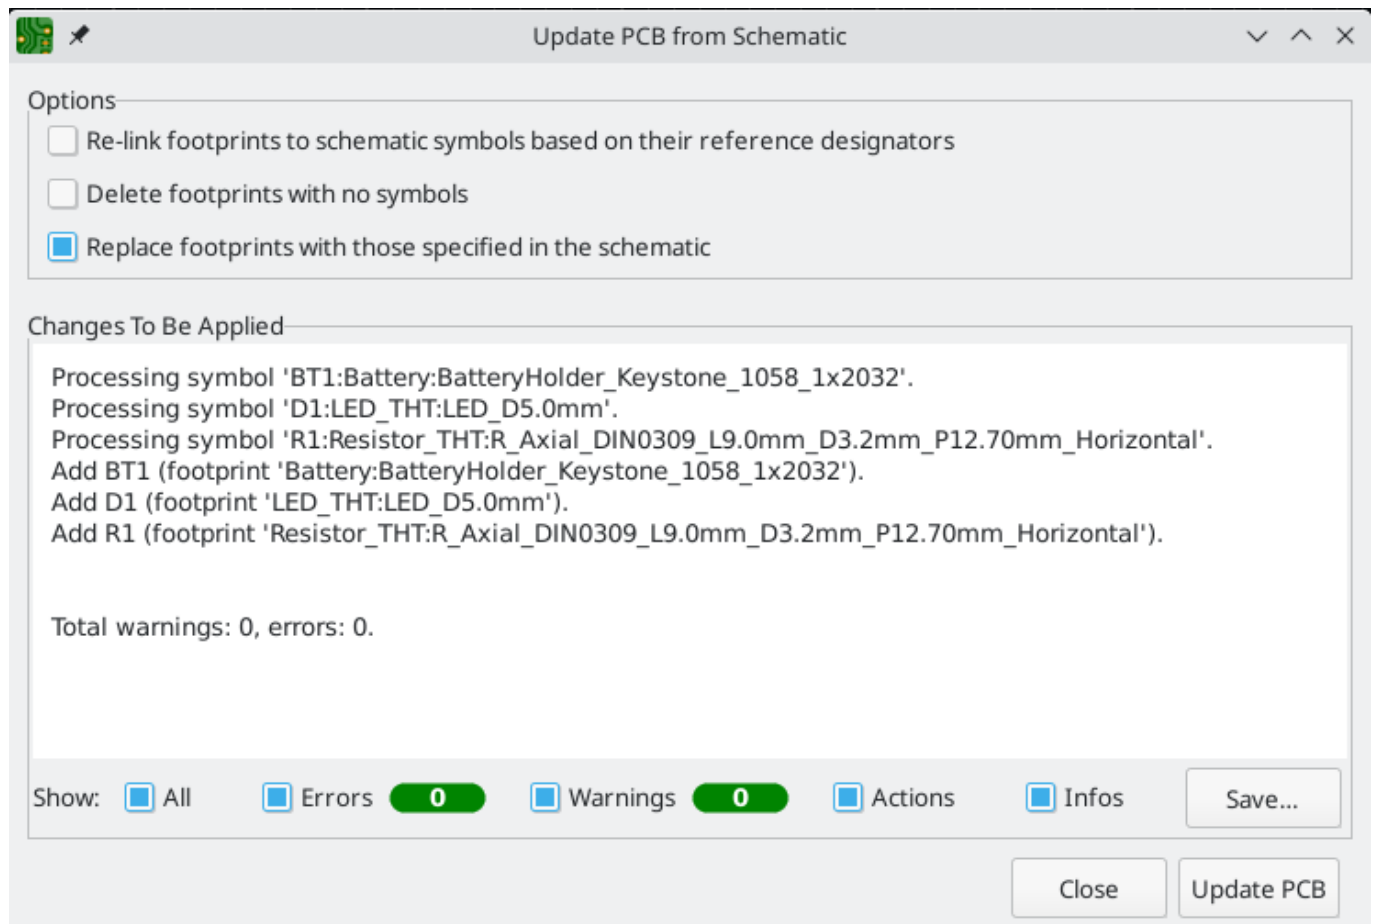 Update PCB from Schematic
Options
Re-link footprints to schematic symbols based on their reference designators
Delete footprints with no symbols
Replace footprints with those specified in the schematic
Changes To Be Applied
Processing symbol 'BT1:Battery:BatteryHolder_Keystone_1058_1x2032'.
Processing symbol 'D1:LED_THT:LED_D5.0mm'.
Processing symbol 'R1:Resistor_THT:R_Axial_DIN0309_L9.0mm_D3.2mm_P12.70mm_Horizontal'.
Add BT1 (footprint 'Battery:BatteryHolder_Keystone_1058_1x2032').
Add D1 (footprint 'LED_THT:LED_D5.0mm').
Add R1 (footprint 'Resistor_THT:R_Axial_DIN0309_L9.0mm_D3.2mm_P12.70mm_Horizontal').
Total warnings: 0, errors: 0.
Show: All Errors 0 Warnings 0 Actions Infos Save...
Close Update PCB